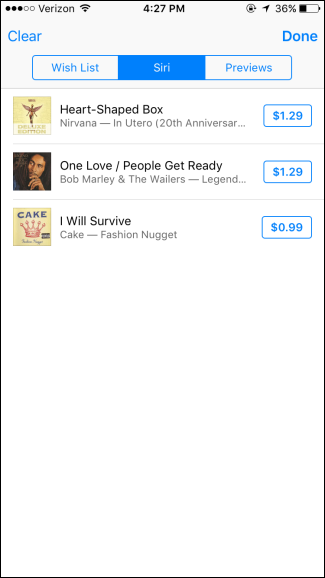 Verizon 4:27 PM 36%
Clear Done
Wish List Siri Previews
Heart-Shaped Box
Nirvana — In Utero (20th Anniversar...
$1.29
One Love / People Get Ready
Bob Marley & The Wailers — Legend...
$1.29
CAKE
I Will Survive
Cake — Fashion Nugget
$0.99